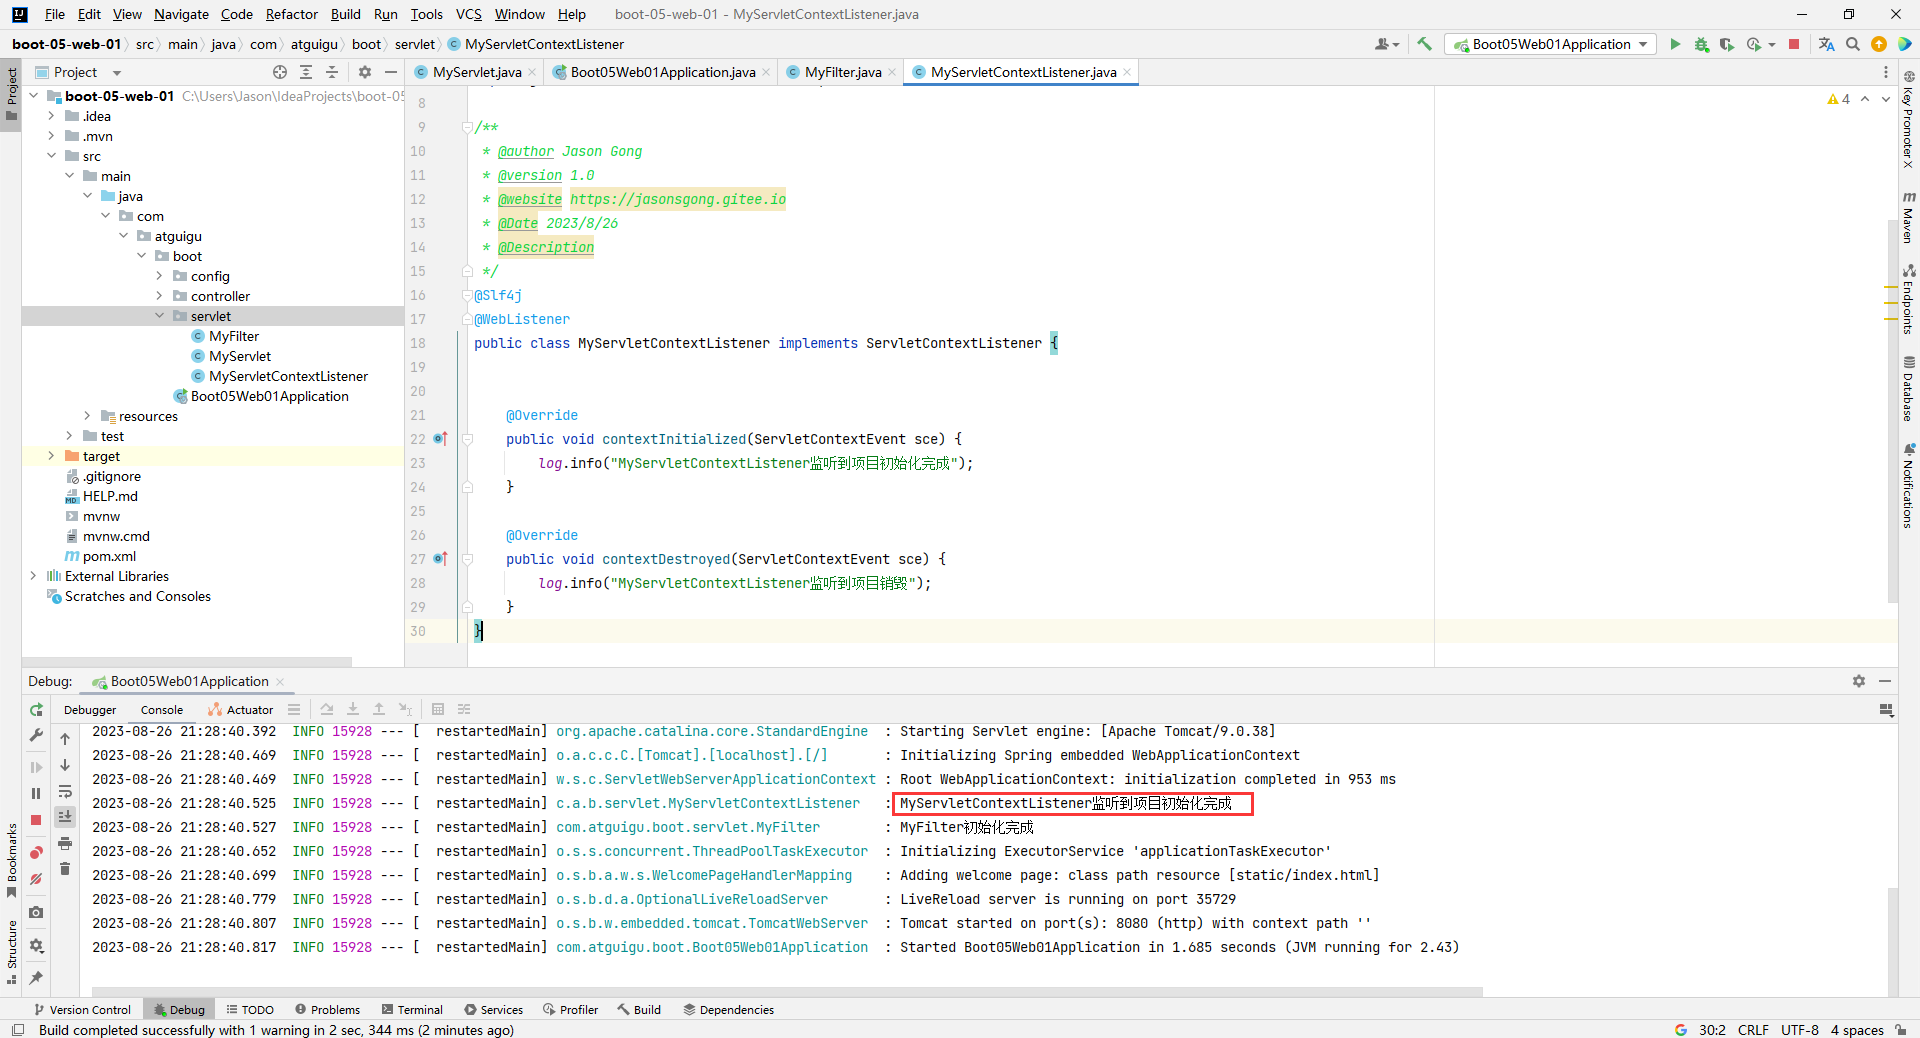 File Edit View Navigate Code Refactor Build Run Tools VCS Window Help boot-05-web-01 - MyServletContextListener.java
boot-05-web-01 src main java com atguigu boot servlet MyServletContextListener Boot05Web01Application
Project
MyServlet.java Boot05Web01Application.java MyFilter.java MyServletContextListener.java
boot-05-web-01 C:\Users\Jason\IdeaProjects\boot-05
.idea
.mvn
src
main
java
com
atguigu
boot
config
controller
servlet
MyFilter
MyServlet
MyServletContextListener
Boot05Web01Application
resources
test
target
.gitignore
HELP.md
mvnw
mvnw.cmd
pom.xml
External Libraries
Scratches and Consoles
4
8
9 /**
10 * @author Jason Gong
11 * @version 1.0
12 * @website https://jasonsgong.gitee.io
13 * @Date 2023/8/26
14 * @Description
15 */
16 @Slf4j
17 @WebListener
18 public class MyServletContextListener implements ServletContextListener {
19
20
21 @Override
22 public void contextInitialized(ServletContextEvent sce) {
23 log.info("MyServletContextListener监听到项目初始化完成");
24 }
25
26 @Override
27 public void contextDestroyed(ServletContextEvent sce) {
28 log.info("MyServletContextListener监听到项目销毁");
29 }
30 }
Project
Bookmarks
Structure
Key Promoter X
Maven
Endpoints
Database
Notifications
Debug: Boot05Web01Application
Debugger Console Actuator
2023-08-26 21:28:40.392 INFO 15928 --- [ restartedMain] org.apache.catalina.core.StandardEngine : Starting Servlet engine: [Apache Tomcat/9.0.38]
2023-08-26 21:28:40.469 INFO 15928 --- [ restartedMain] o.a.c.c.C.[Tomcat].[localhost].[/] : Initializing Spring embedded WebApplicationContext
2023-08-26 21:28:40.469 INFO 15928 --- [ restartedMain] w.s.c.ServletWebServerApplicationContext : Root WebApplicationContext: initialization completed in 953 ms
2023-08-26 21:28:40.525 INFO 15928 --- [ restartedMain] c.a.b.servlet.MyServletContextListener : MyServletContextListener监听到项目初始化完成
2023-08-26 21:28:40.527 INFO 15928 --- [ restartedMain] com.atguigu.boot.servlet.MyFilter : MyFilter初始化完成
2023-08-26 21:28:40.652 INFO 15928 --- [ restartedMain] o.s.s.concurrent.ThreadPoolTaskExecutor : Initializing ExecutorService 'applicationTaskExecutor'
2023-08-26 21:28:40.699 INFO 15928 --- [ restartedMain] o.s.b.a.w.s.WelcomePageHandlerMapping : Adding welcome page: class path resource [static/index.html]
2023-08-26 21:28:40.779 INFO 15928 --- [ restartedMain] o.s.b.d.a.OptionalLiveReloadServer : LiveReload server is running on port 35729
2023-08-26 21:28:40.807 INFO 15928 --- [ restartedMain] o.s.b.w.embedded.tomcat.TomcatWebServer : Tomcat started on port(s): 8080 (http) with context path ''
2023-08-26 21:28:40.817 INFO 15928 --- [ restartedMain] com.atguigu.boot.Boot05Web01Application : Started Boot05Web01Application in 1.685 seconds (JVM running for 2.43)
Version Control Debug TODO Problems Terminal Services Profiler Build Dependencies
Build completed successfully with 1 warning in 2 sec, 344 ms (2 minutes ago) 30:2 CRLF UTF-8 4 spaces